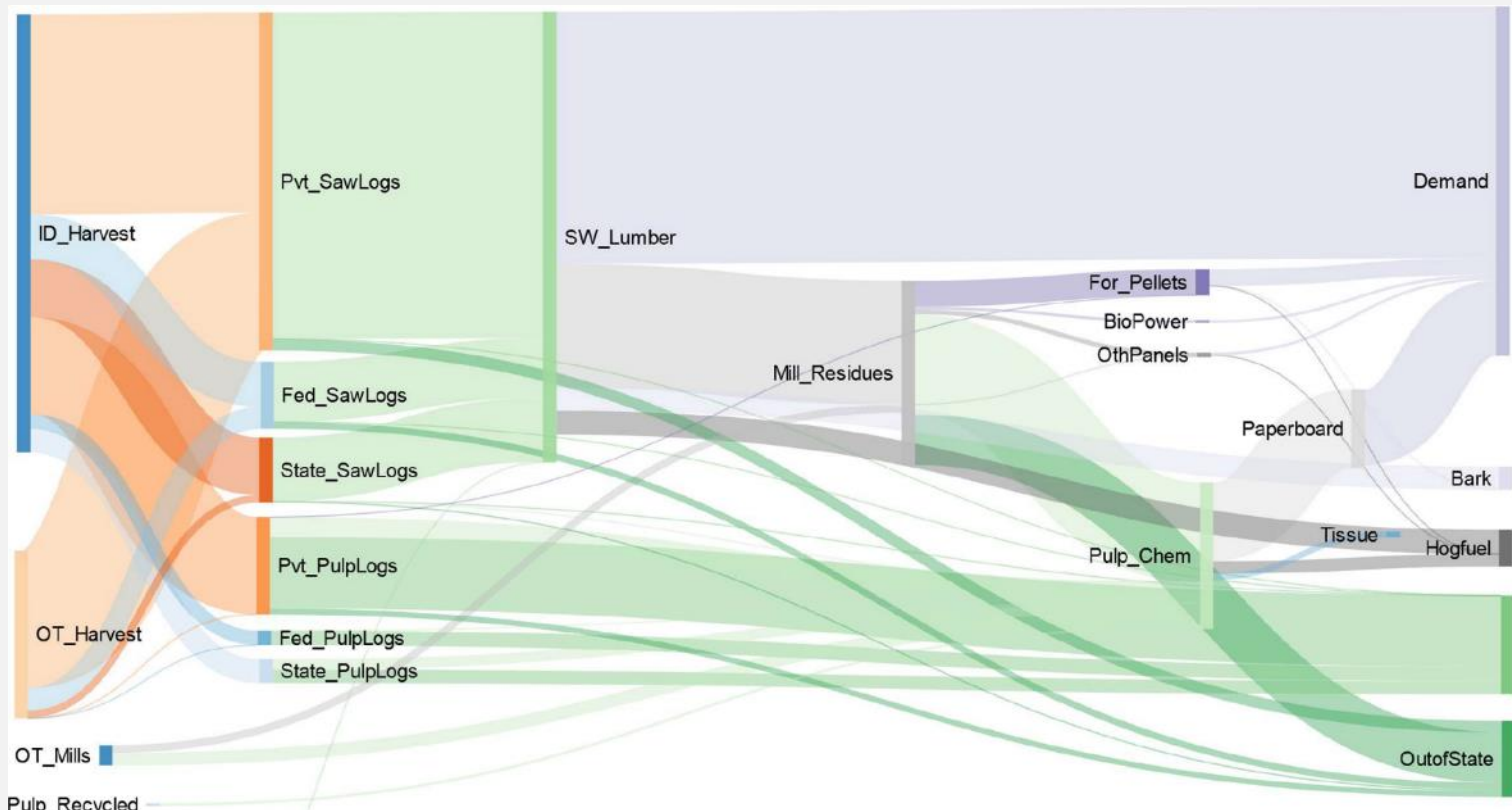 ID_Harvest
OT_Harvest
OT_Mills
Pulp_Recycled
Pvt_SawLogs
Fed_SawLogs
State_SawLogs
Pvt_PulpLogs
Fed_PulpLogs
State_PulpLogs
SW_Lumber
Mill_Residues
For_Pellets
BioPower
OthPanels
Pulp_Chem
Paperboard
Tissue
Demand
Bark
Hogfuel
OutofState